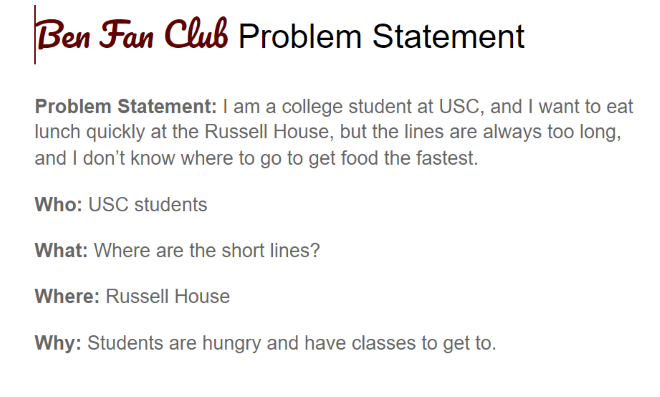 Ben Fan Club Problem Statement
Problem Statement: I am a college student at USC, and I want to eat
lunch quickly at the Russell House, but the lines are always too long,
and I don’t know where to go to get food the fastest.
Who: USC students
What: Where are the short lines?
Where: Russell House
Why: Students are hungry and have classes to get to.